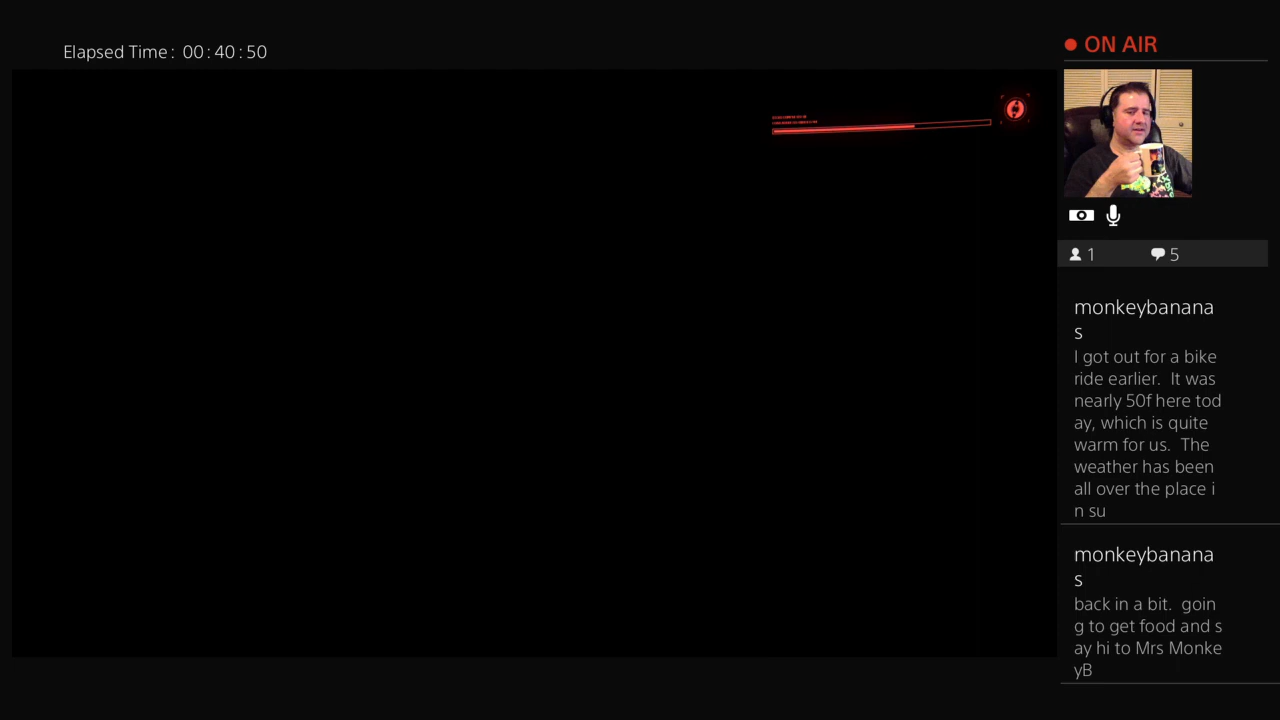 Elapsed Time: 00:40:50
ON AIR
1 5
monkeybanana
s
I got out for a bike
ride earlier. It was
nearly 50f here tod
ay, which is quite
warm for us. The
weather has been
all over the place i
n su
monkeybanana
s
back in a bit. goin
g to get food and s
ay hi to Mrs Monke
yB